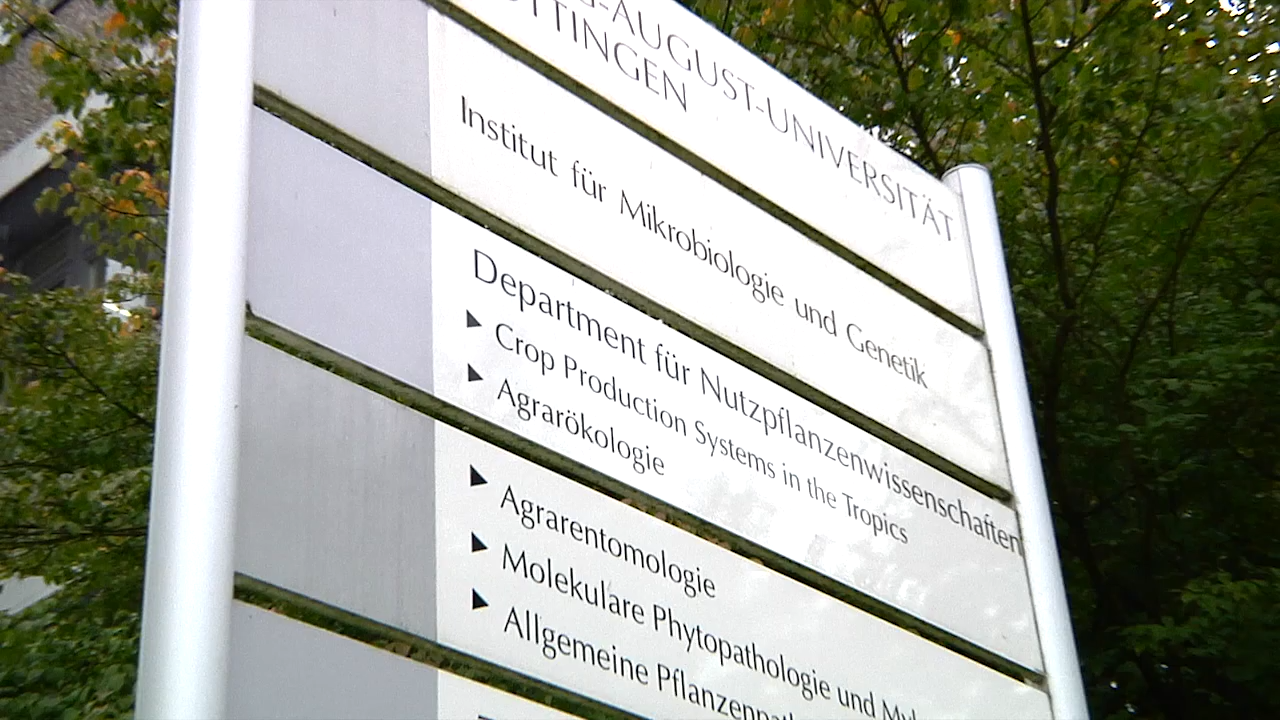 -AUGUST-UNIVERSITÄT
TTINGEN
Institut für Mikrobiologie und Genetik
Department für Nutzpflanzenwissenschaften
Crop Production Systems in the Tropics
Agrarökologie
Agrarentomologie
Molekulare Phytopathologie und
Allgemeine